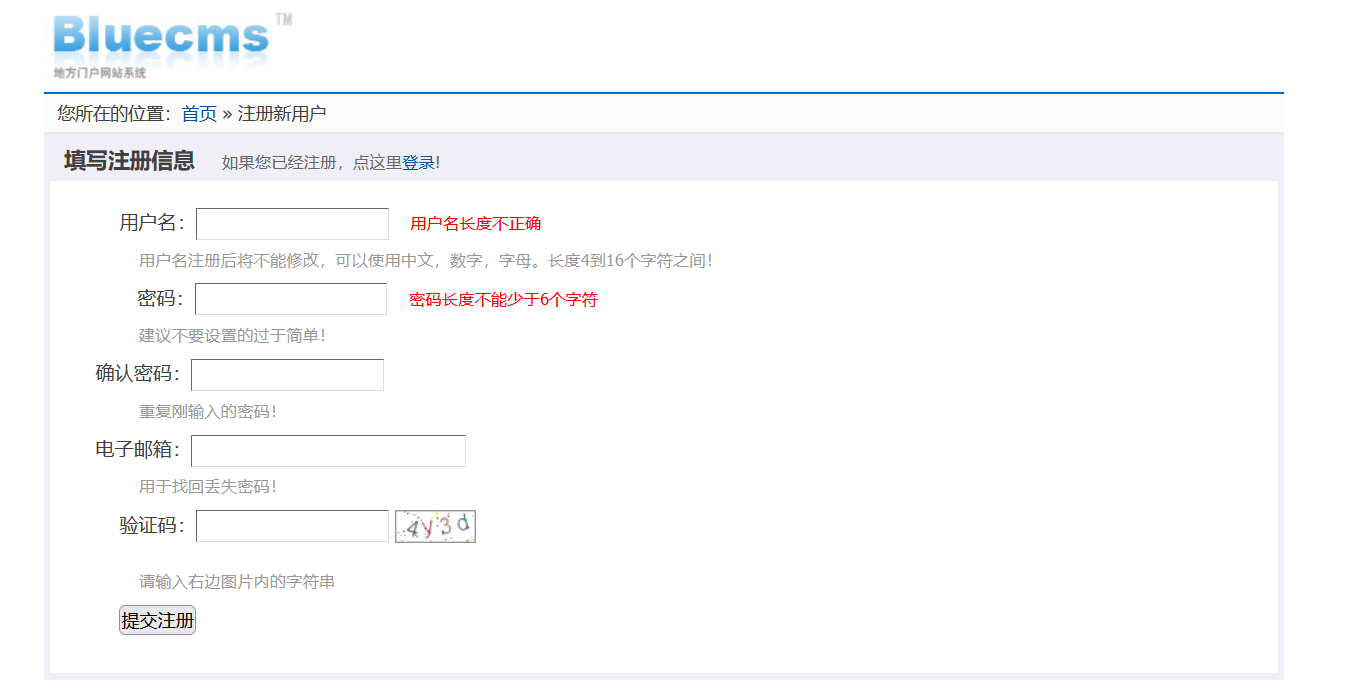 Bluecms TM
地方门户网站系统
您所在的位置：首页 » 注册新用户
填写注册信息 如果您已经注册，点这里登录!
用户名： 用户名长度不正确
用户名注册后将不能修改，可以使用中文，数字，字母。长度4到16个字符之间！
密码： 密码长度不能少于6个字符
建议不要设置的过于简单！
确认密码：
重复刚输入的密码！
电子邮箱：
用于找回丢失密码！
验证码： 4y3d
请输入右边图片内的字符串
提交注册